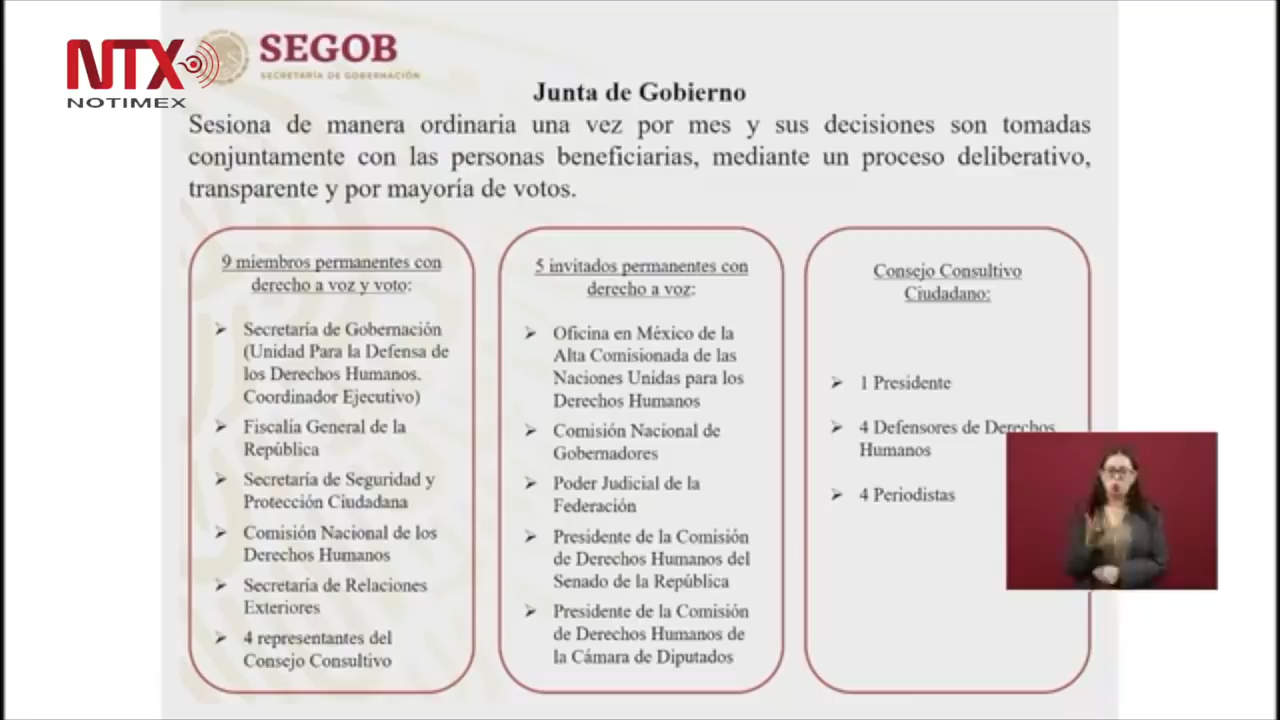 NTX
NOTIMEX
SEGOB
SECRETARÍA DE GOBERNACIÓN
Junta de Gobierno
Sesiona de manera ordinaria una vez por mes y sus decisiones son tomadas
conjuntamente con las personas beneficiarias, mediante un proceso deliberativo,
transparente y por mayoría de votos.
9 miembros permanentes con
derecho a voz y voto:
➤ Secretaría de Gobernación
(Unidad Para la Defensa de
los Derechos Humanos.
Coordinador Ejecutivo)
➤ Fiscalía General de la
República
➤ Secretaría de Seguridad y
Protección Ciudadana
➤ Comisión Nacional de los
Derechos Humanos
➤ Secretaría de Relaciones
Exteriores
➤ 4 representantes del
Consejo Consultivo
5 invitados permanentes con
derecho a voz:
➤ Oficina en México de la
Alta Comisionada de las
Naciones Unidas para los
Derechos Humanos
➤ Comisión Nacional de
Gobernadores
➤ Poder Judicial de la
Federación
➤ Presidente de la Comisión
de Derechos Humanos del
Senado de la República
➤ Presidente de la Comisión
de Derechos Humanos de
la Cámara de Diputados
Consejo Consultivo
Ciudadano:
➤ 1 Presidente
➤ 4 Defensores de Derechos
Humanos
➤ 4 Periodistas